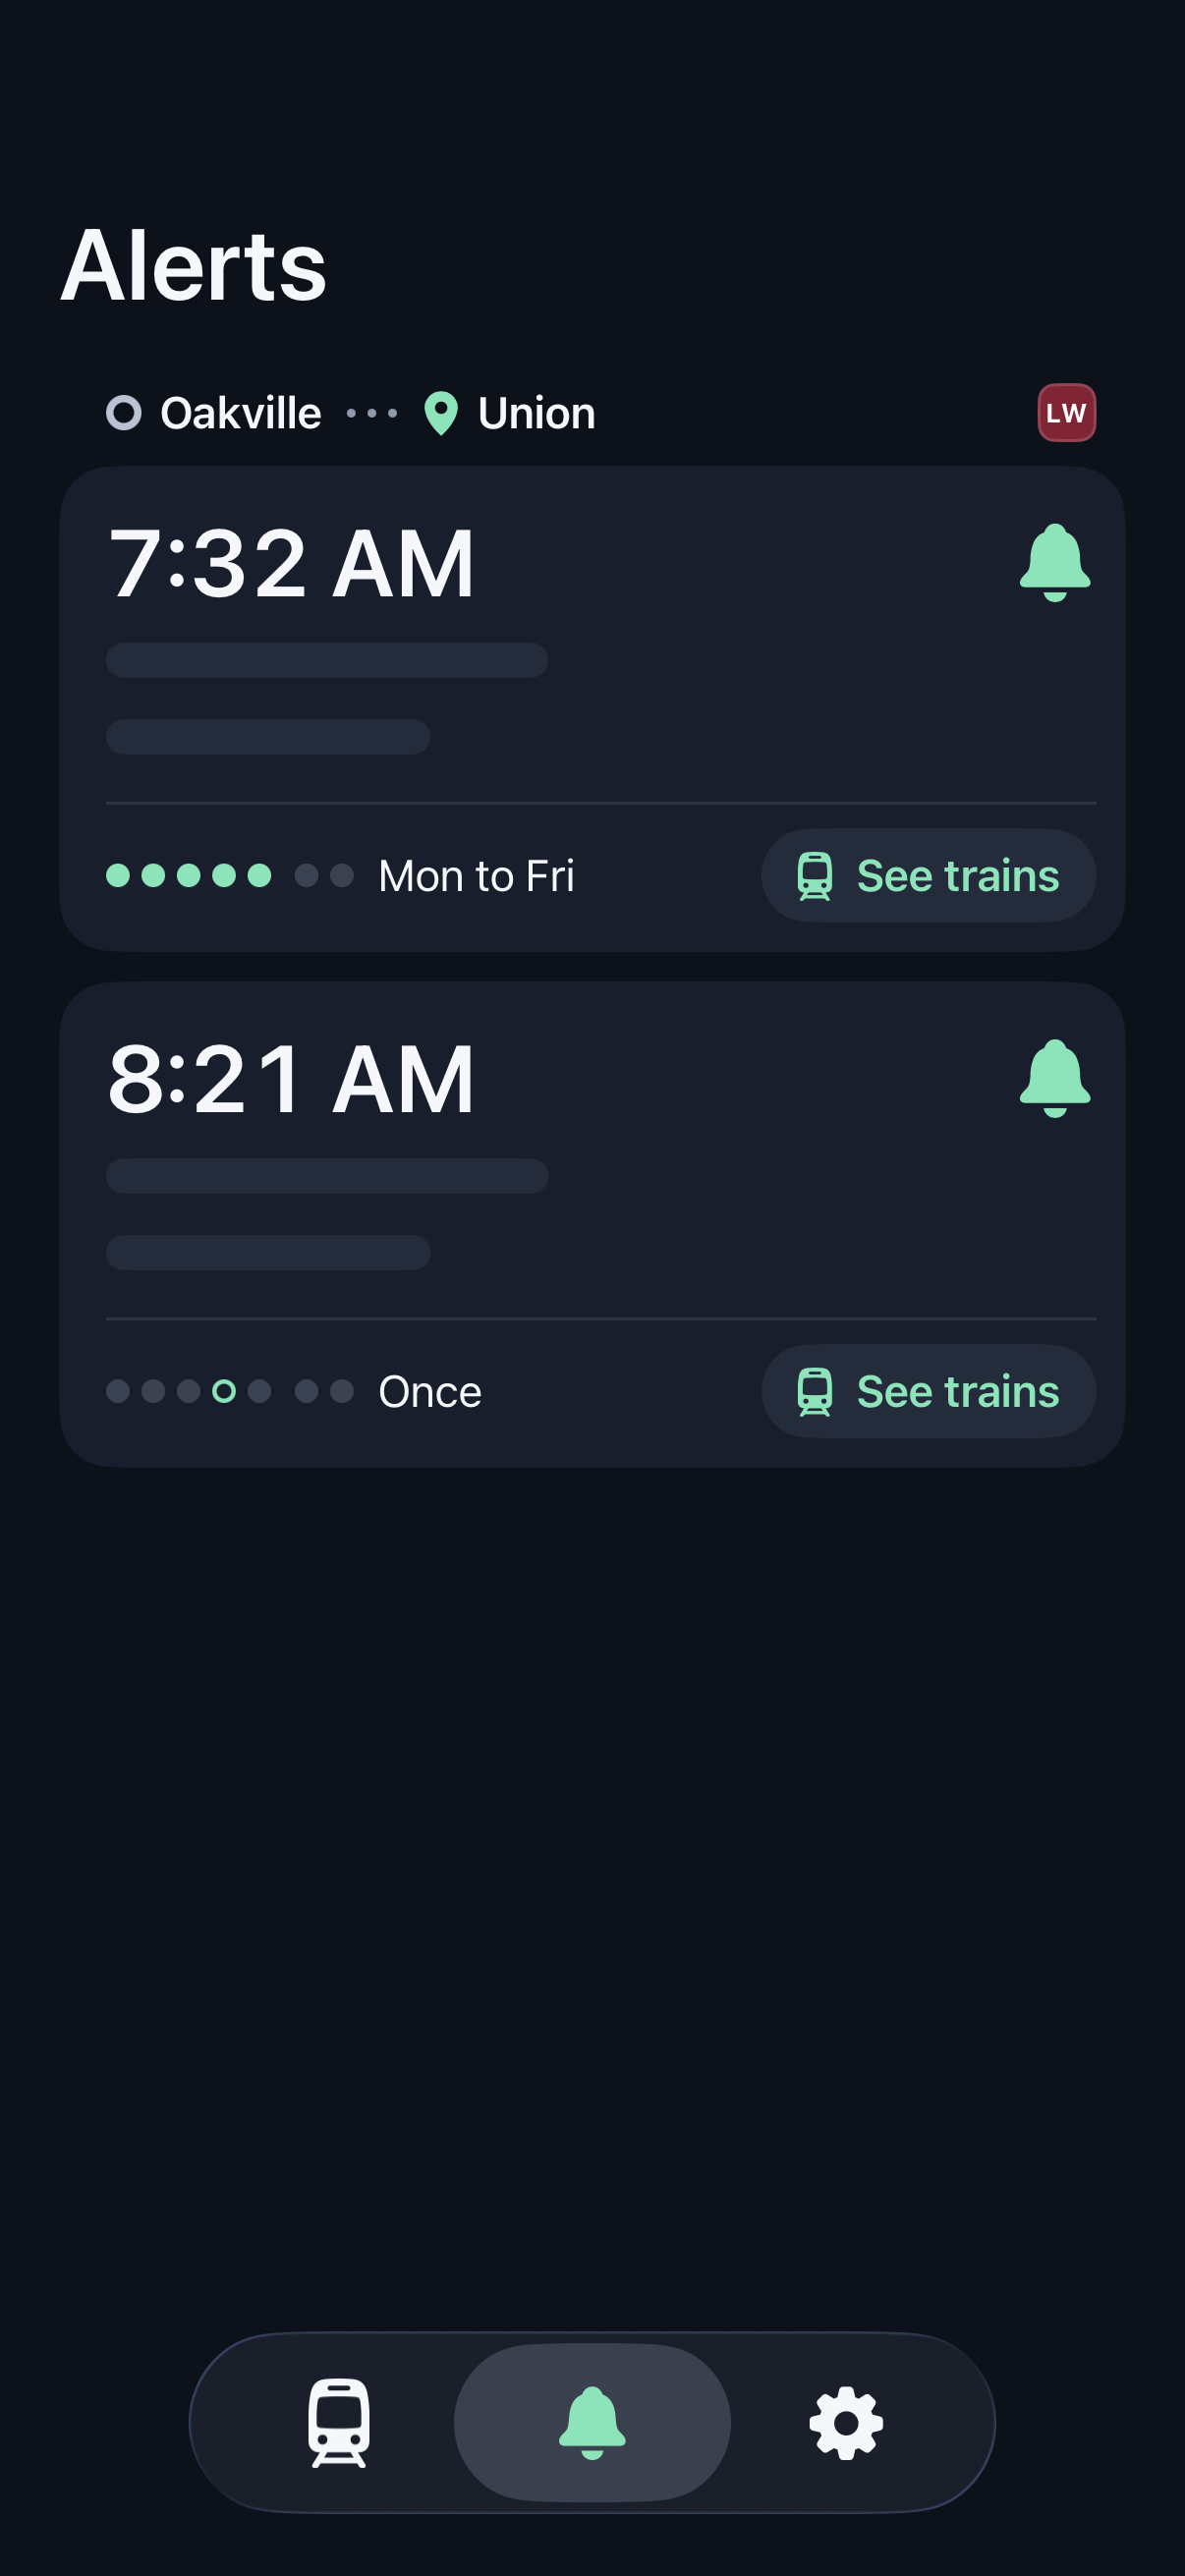 Alerts
Oakville ••• Union LW
7:32 AM
Mon to Fri See trains
8:21 AM
Once See trains